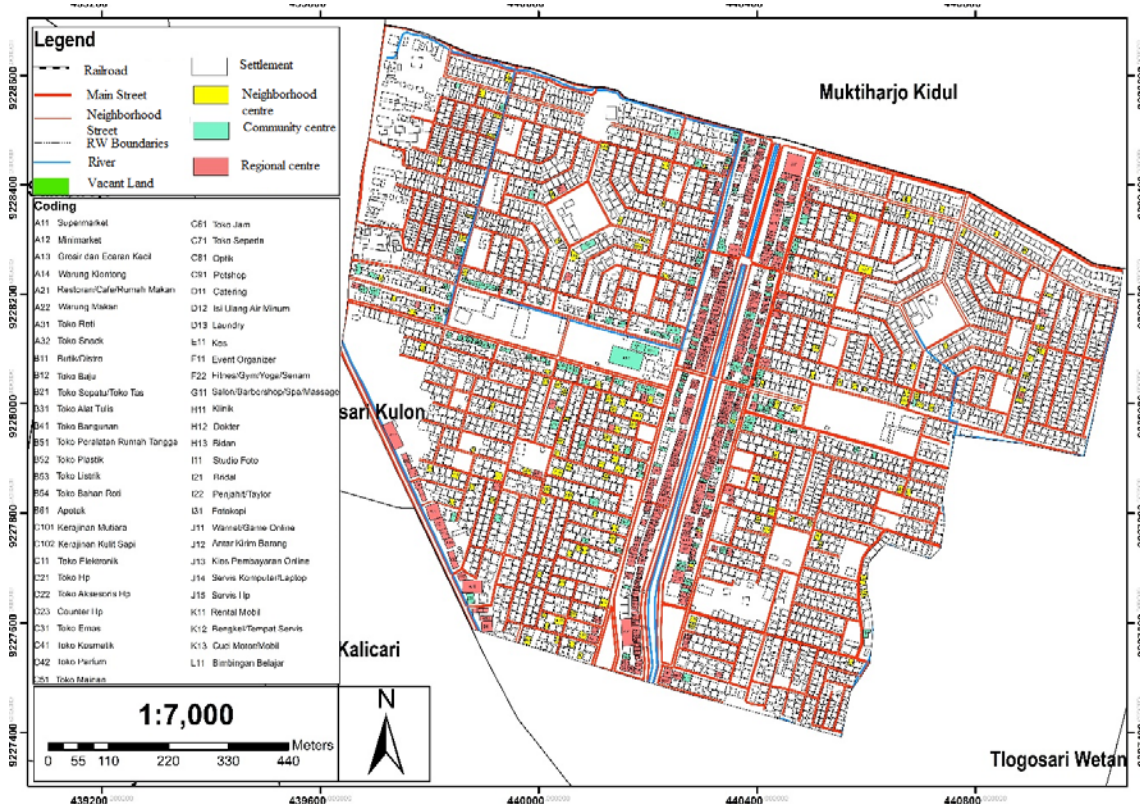 Legend
Railroad
Main Street
Neighborhood
Street
RW Boundaries
River
Vacant Land
Settlement
Neighborhood
centre
Community centre
Regional centre
Coding
A11 Supermarket
A12 Minimarket
A13 Grosir dan Eceran Kecil
A14 Warung Klontong
A21 Restoran/Cafe/Rumah Makan
A22 Warung Makan
A31 Toko Roti
A32 Toko Snack
B11 Butik/Distro
B12 Toko Baju
B21 Toko Sepatu/Toko Tas
B31 Toko Alat Tulis
B41 Toko Bangunan
B51 Toko Peralatan Rumah Tangga
B52 Toko Plastik
B53 Toko Listrik
B54 Toko Bahan Roti
B61 Apotek
C101 Kerajinan Mutiara
C102 Kerajinan Kulit Sapi
C11 Toko Elektronik
C21 Toko Hp
C22 Toko Aksesoris Hp
C23 Counter Hp
C31 Toko Emas
C41 Toko Kosmetik
C42 Toko Parfum
C51 Toko Mainan
C61 Toko Jam
C71 Toko Sepeda
C81 Optik
C91 Petshop
D11 Catering
D12 Isi Ulang Air Minum
D13 Laundry
E11 Kos
F11 Event Organizer
F22 Fitnes/Gym/Yoga/Senam
G11 Salon/Barbershop/Spa/Massage
H11 Klinik
H12 Dokter
H13 Bidan
I11 Studio Foto
I21 Bridal
I22 Penjahit/Taylor
I31 Fotokopi
J11 Warnet/Game Online
J12 Antar Kirim Barang
J13 Kios Pembayaran Online
J14 Servis Komputer/Laptop
J15 Servis Hp
K11 Rental Mobil
K12 Bengkel/Tempat Servis
K13 Cuci Motor/Mobil
L11 Bimbingan Belajar
1:7,000
0 55 110 220 330 440 Meters
N
Muktiharjo Kidul
sari Kulon
Kalicari
Tlogosari Wetan
9228600
9228400
9228200
9228000
9227800
9227600
9227400
439200 439600 440000 440400 440800